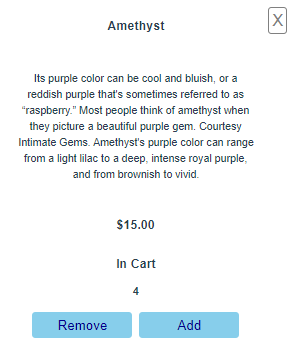 Amethyst
X
Its purple color can be cool and bluish, or a
reddish purple that's sometimes referred to as
“raspberry.” Most people think of amethyst when
they picture a beautiful purple gem. Courtesy
Intimate Gems. Amethyst's purple color can range
from a light lilac to a deep, intense royal purple,
and from brownish to vivid.
$15.00
In Cart
4
Remove
Add